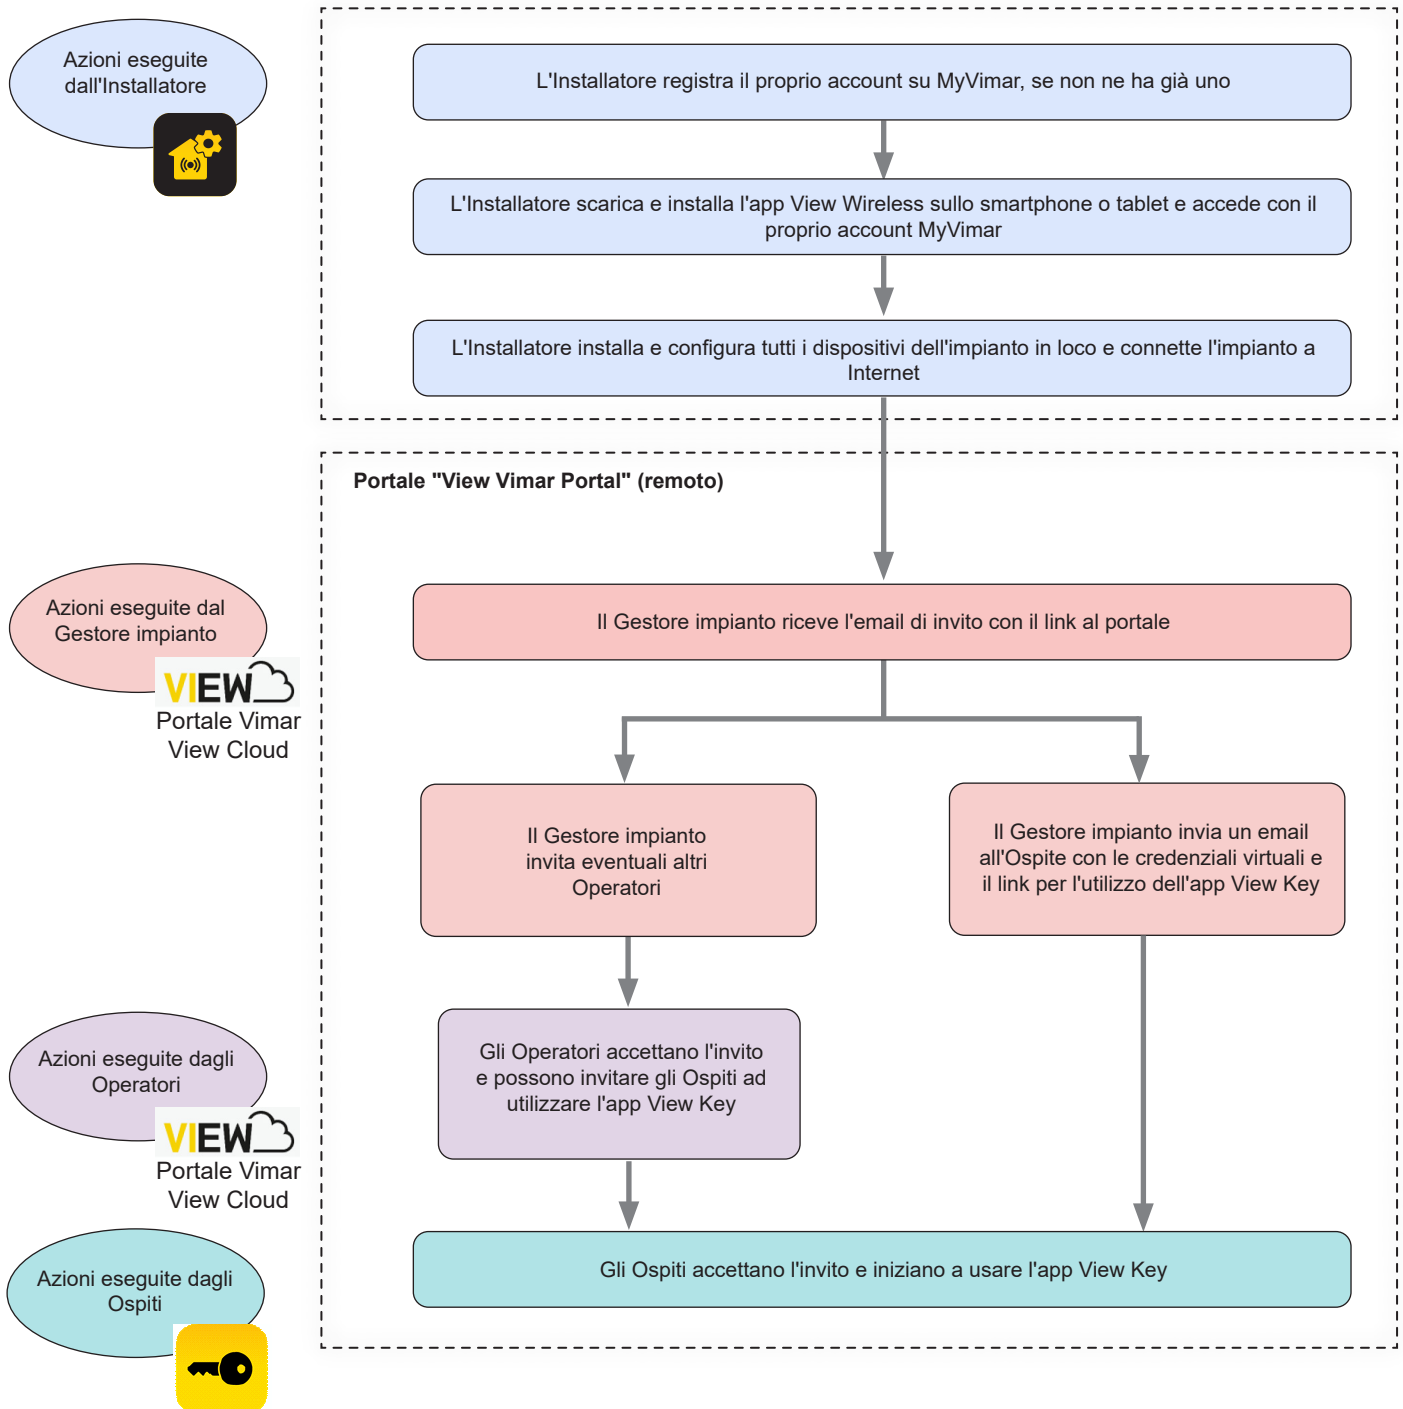 Azioni eseguite
dall'Installatore
L'Installatore registra il proprio account su MyVimar, se non ne ha già uno
L'Installatore scarica e installa l'app View Wireless sullo smartphone o tablet e accede con il
proprio account MyVimar
L'Installatore installa e configura tutti i dispositivi dell'impianto in loco e connette l'impianto a
Internet
Portale "View Vimar Portal" (remoto)
Azioni eseguite dal
Gestore impianto
VIEW
Portale Vimar
View Cloud
Il Gestore impianto riceve l'email di invito con il link al portale
Il Gestore impianto
invita eventuali altri
Operatori
Il Gestore impianto invia un email
all'Ospite con le credenziali virtuali e
il link per l'utilizzo dell'app View Key
Azioni eseguite dagli
Operatori
VIEW
Portale Vimar
View Cloud
Gli Operatori accettano l'invito
e possono invitare gli Ospiti ad
utilizzare l'app View Key
Azioni eseguite dagli
Ospiti
Gli Ospiti accettano l'invito e iniziano a usare l'app View Key